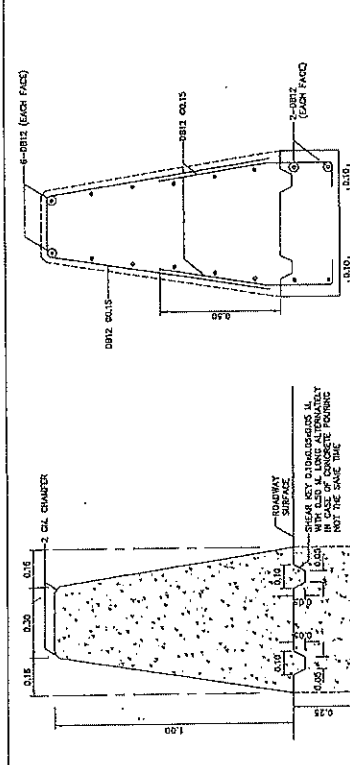 2 CM. CHAMFER
0.15
0.20
0.15
1.00
ROADWAY
SURFACE
0.10
0.10
SHEAR KEY 0.10x0.05x0.05 M.
WITH 0.50 M. LONG ALTERNATELY
IN CASE OF CONCRETE POURING
NOT THE SAME TIME
0.05
0.05
0.25
6-DB12 (EACH FACE)
DB12 @0.15
DB12 @0.15
0.50
2-DB12
(EACH FACE)
0.10
0.10